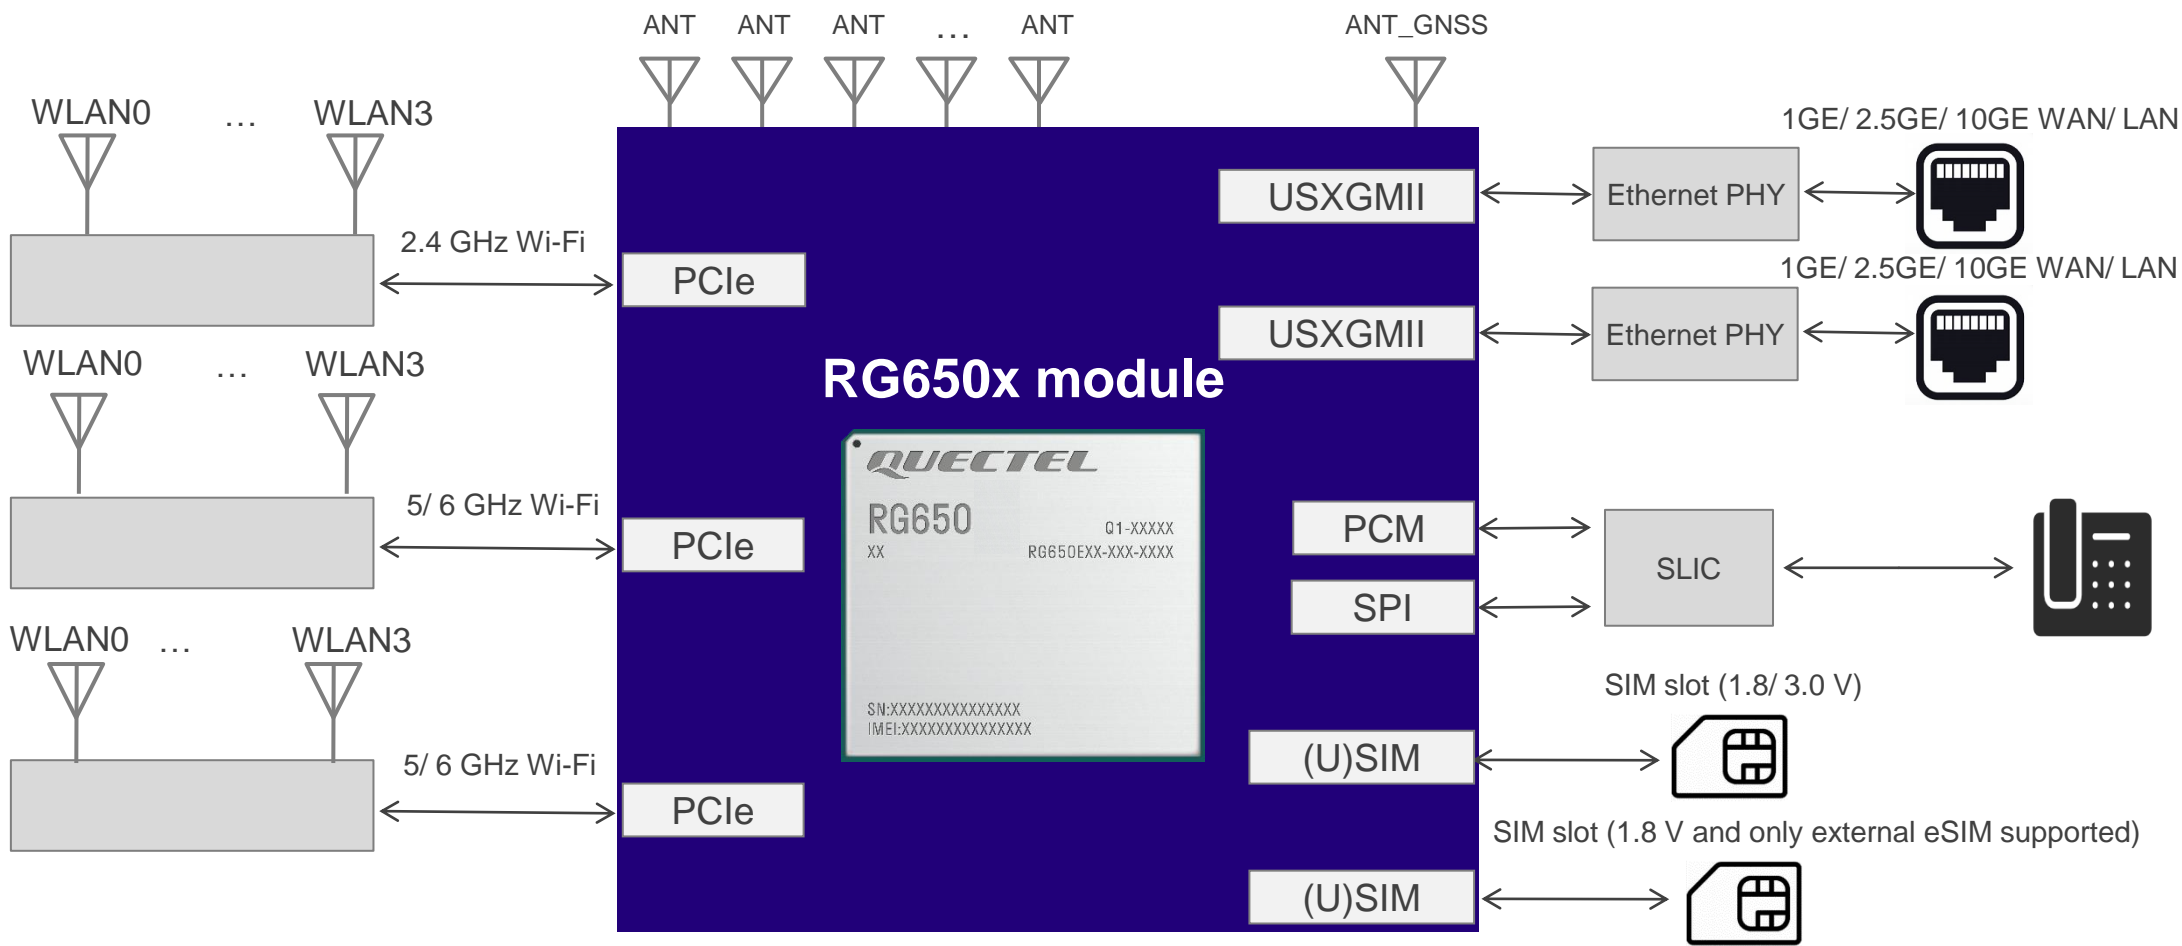 ANT ANT ANT ... ANT ANT_GNSS
WLAN0 ... WLAN3
2.4 GHz Wi-Fi
PCIe
WLAN0 ... WLAN3
5/ 6 GHz Wi-Fi
PCIe
WLAN0 ... WLAN3
5/ 6 GHz Wi-Fi
PCIe
RG650x module
QUECTEL
RG650
XX
Q1-XXXXX
RG650EXX-XXX-XXXX
SN:XXXXXXXXXXXXXXX
IMEI:XXXXXXXXXXXXXXX
1GE/ 2.5GE/ 10GE WAN/ LAN
USXGMII
Ethernet PHY
1GE/ 2.5GE/ 10GE WAN/ LAN
USXGMII
Ethernet PHY
PCM
SPI
SLIC
SIM slot (1.8/ 3.0 V)
(U)SIM
SIM slot (1.8 V and only external eSIM supported)
(U)SIM